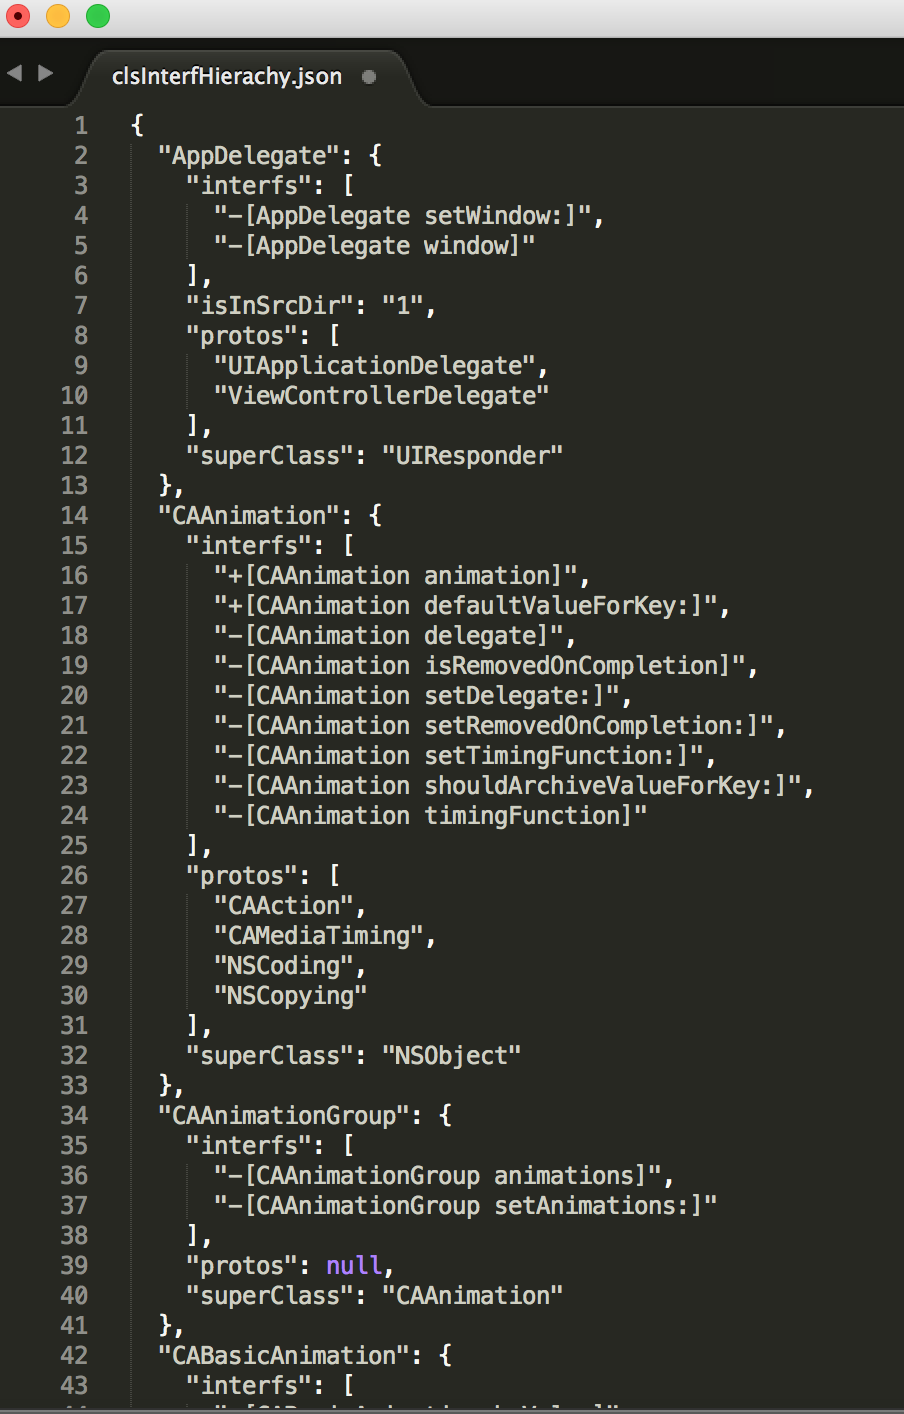 clsInterfHierachy.json
1 {
2 "AppDelegate": {
3 "interfs": [
4 "-[AppDelegate setWindow:]",
5 "-[AppDelegate window]"
6 ],
7 "isInSrcDir": "1",
8 "protos": [
9 "UIApplicationDelegate",
10 "ViewControllerDelegate"
11 ],
12 "superClass": "UIResponder"
13 },
14 "CAAnimation": {
15 "interfs": [
16 "+[CAAnimation animation]",
17 "+[CAAnimation defaultValueForKey:]",
18 "-[CAAnimation delegate]",
19 "-[CAAnimation isRemovedOnCompletion]",
20 "-[CAAnimation setDelegate:]",
21 "-[CAAnimation setRemovedOnCompletion:]",
22 "-[CAAnimation setTimingFunction:]",
23 "-[CAAnimation shouldArchiveValueForKey:]",
24 "-[CAAnimation timingFunction]"
25 ],
26 "protos": [
27 "CAAction",
28 "CAMediaTiming",
29 "NSCoding",
30 "NSCopying"
31 ],
32 "superClass": "NSObject"
33 },
34 "CAAnimationGroup": {
35 "interfs": [
36 "-[CAAnimationGroup animations]",
37 "-[CAAnimationGroup setAnimations:]"
38 ],
39 "protos": null,
40 "superClass": "CAAnimation"
41 },
42 "CABasicAnimation": {
43 "interfs": [